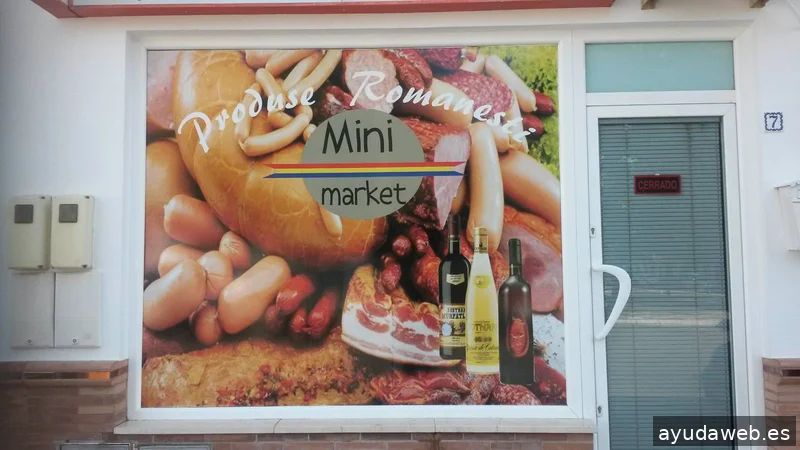 Produse Romanesti
Mini
market
7
CERRADO
ayudaweb.es